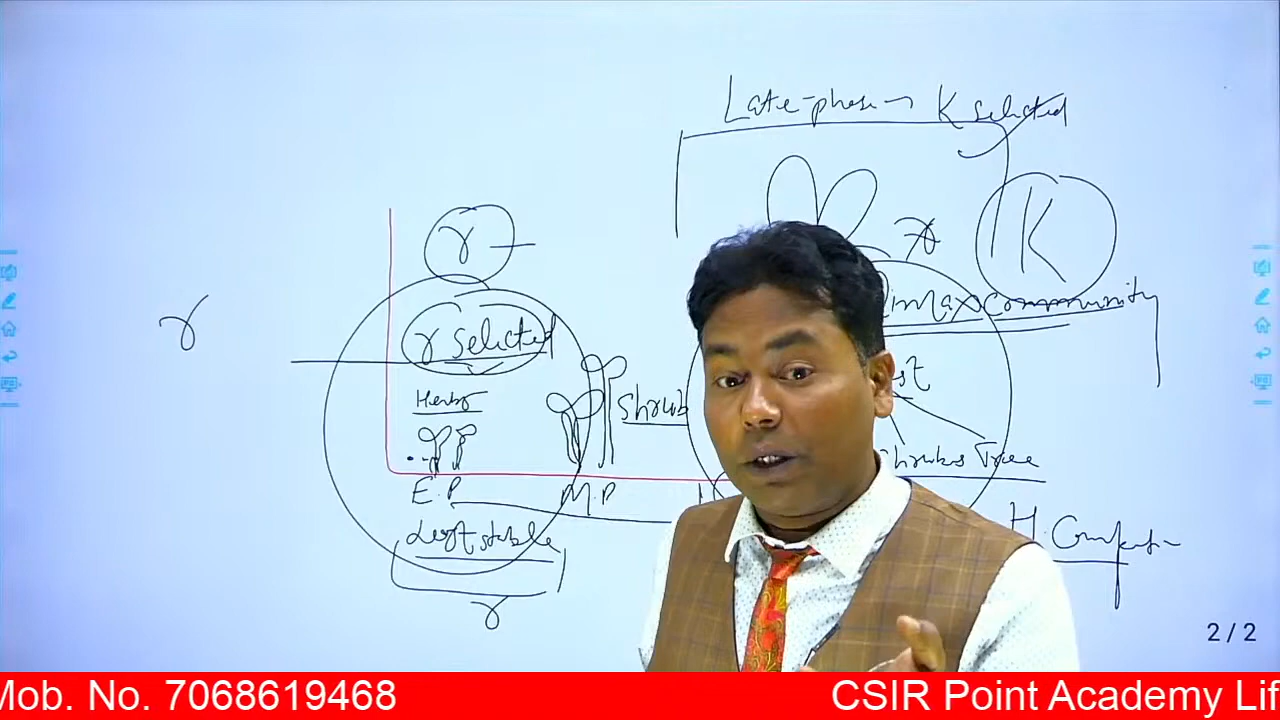 Late-phase → K selected
r
K
Climax Community
r
r selected
Herbs
Shrub
Shrubs Tree
E.P
M.P
Least stable
H.
r
2/2
Mob. No. 7068619468
CSIR Point Academy Lif